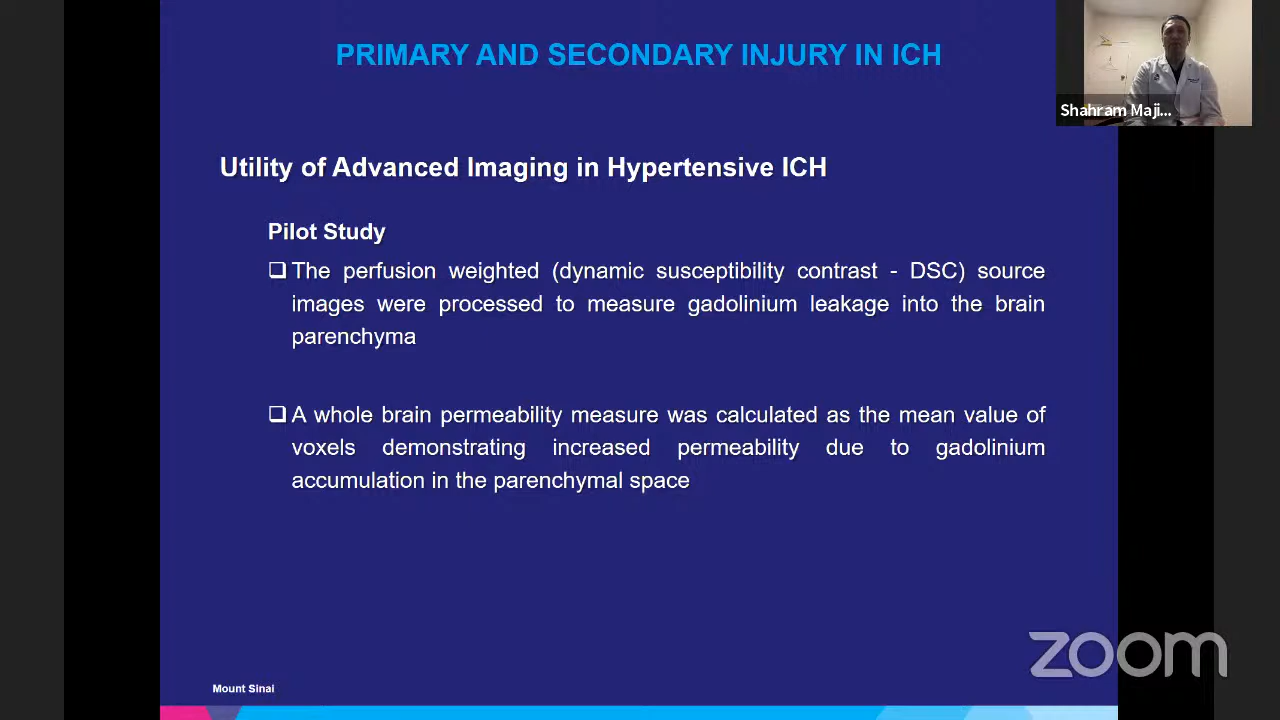 PRIMARY AND SECONDARY INJURY IN ICH
Shahram Maji...
Utility of Advanced Imaging in Hypertensive ICH
Pilot Study
❑ The perfusion weighted (dynamic susceptibility contrast - DSC) source
images were processed to measure gadolinium leakage into the brain
parenchyma
❑ A whole brain permeability measure was calculated as the mean value of
voxels demonstrating increased permeability due to gadolinium
accumulation in the parenchymal space
zoom
Mount Sinai